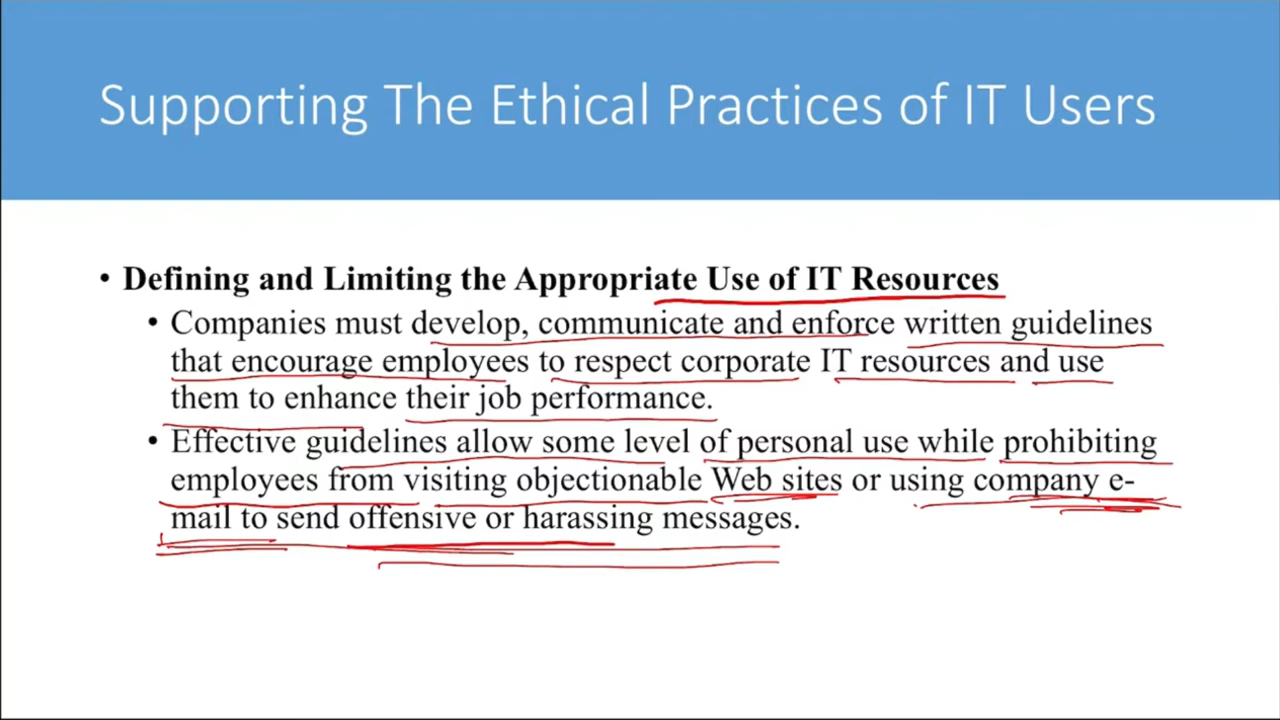 Supporting The Ethical Practices of IT Users
• Defining and Limiting the Appropriate Use of IT Resources
• Companies must develop, communicate and enforce written guidelines
that encourage employees to respect corporate IT resources and use
them to enhance their job performance.
• Effective guidelines allow some level of personal use while prohibiting
employees from visiting objectionable Web sites or using company e-
mail to send offensive or harassing messages.